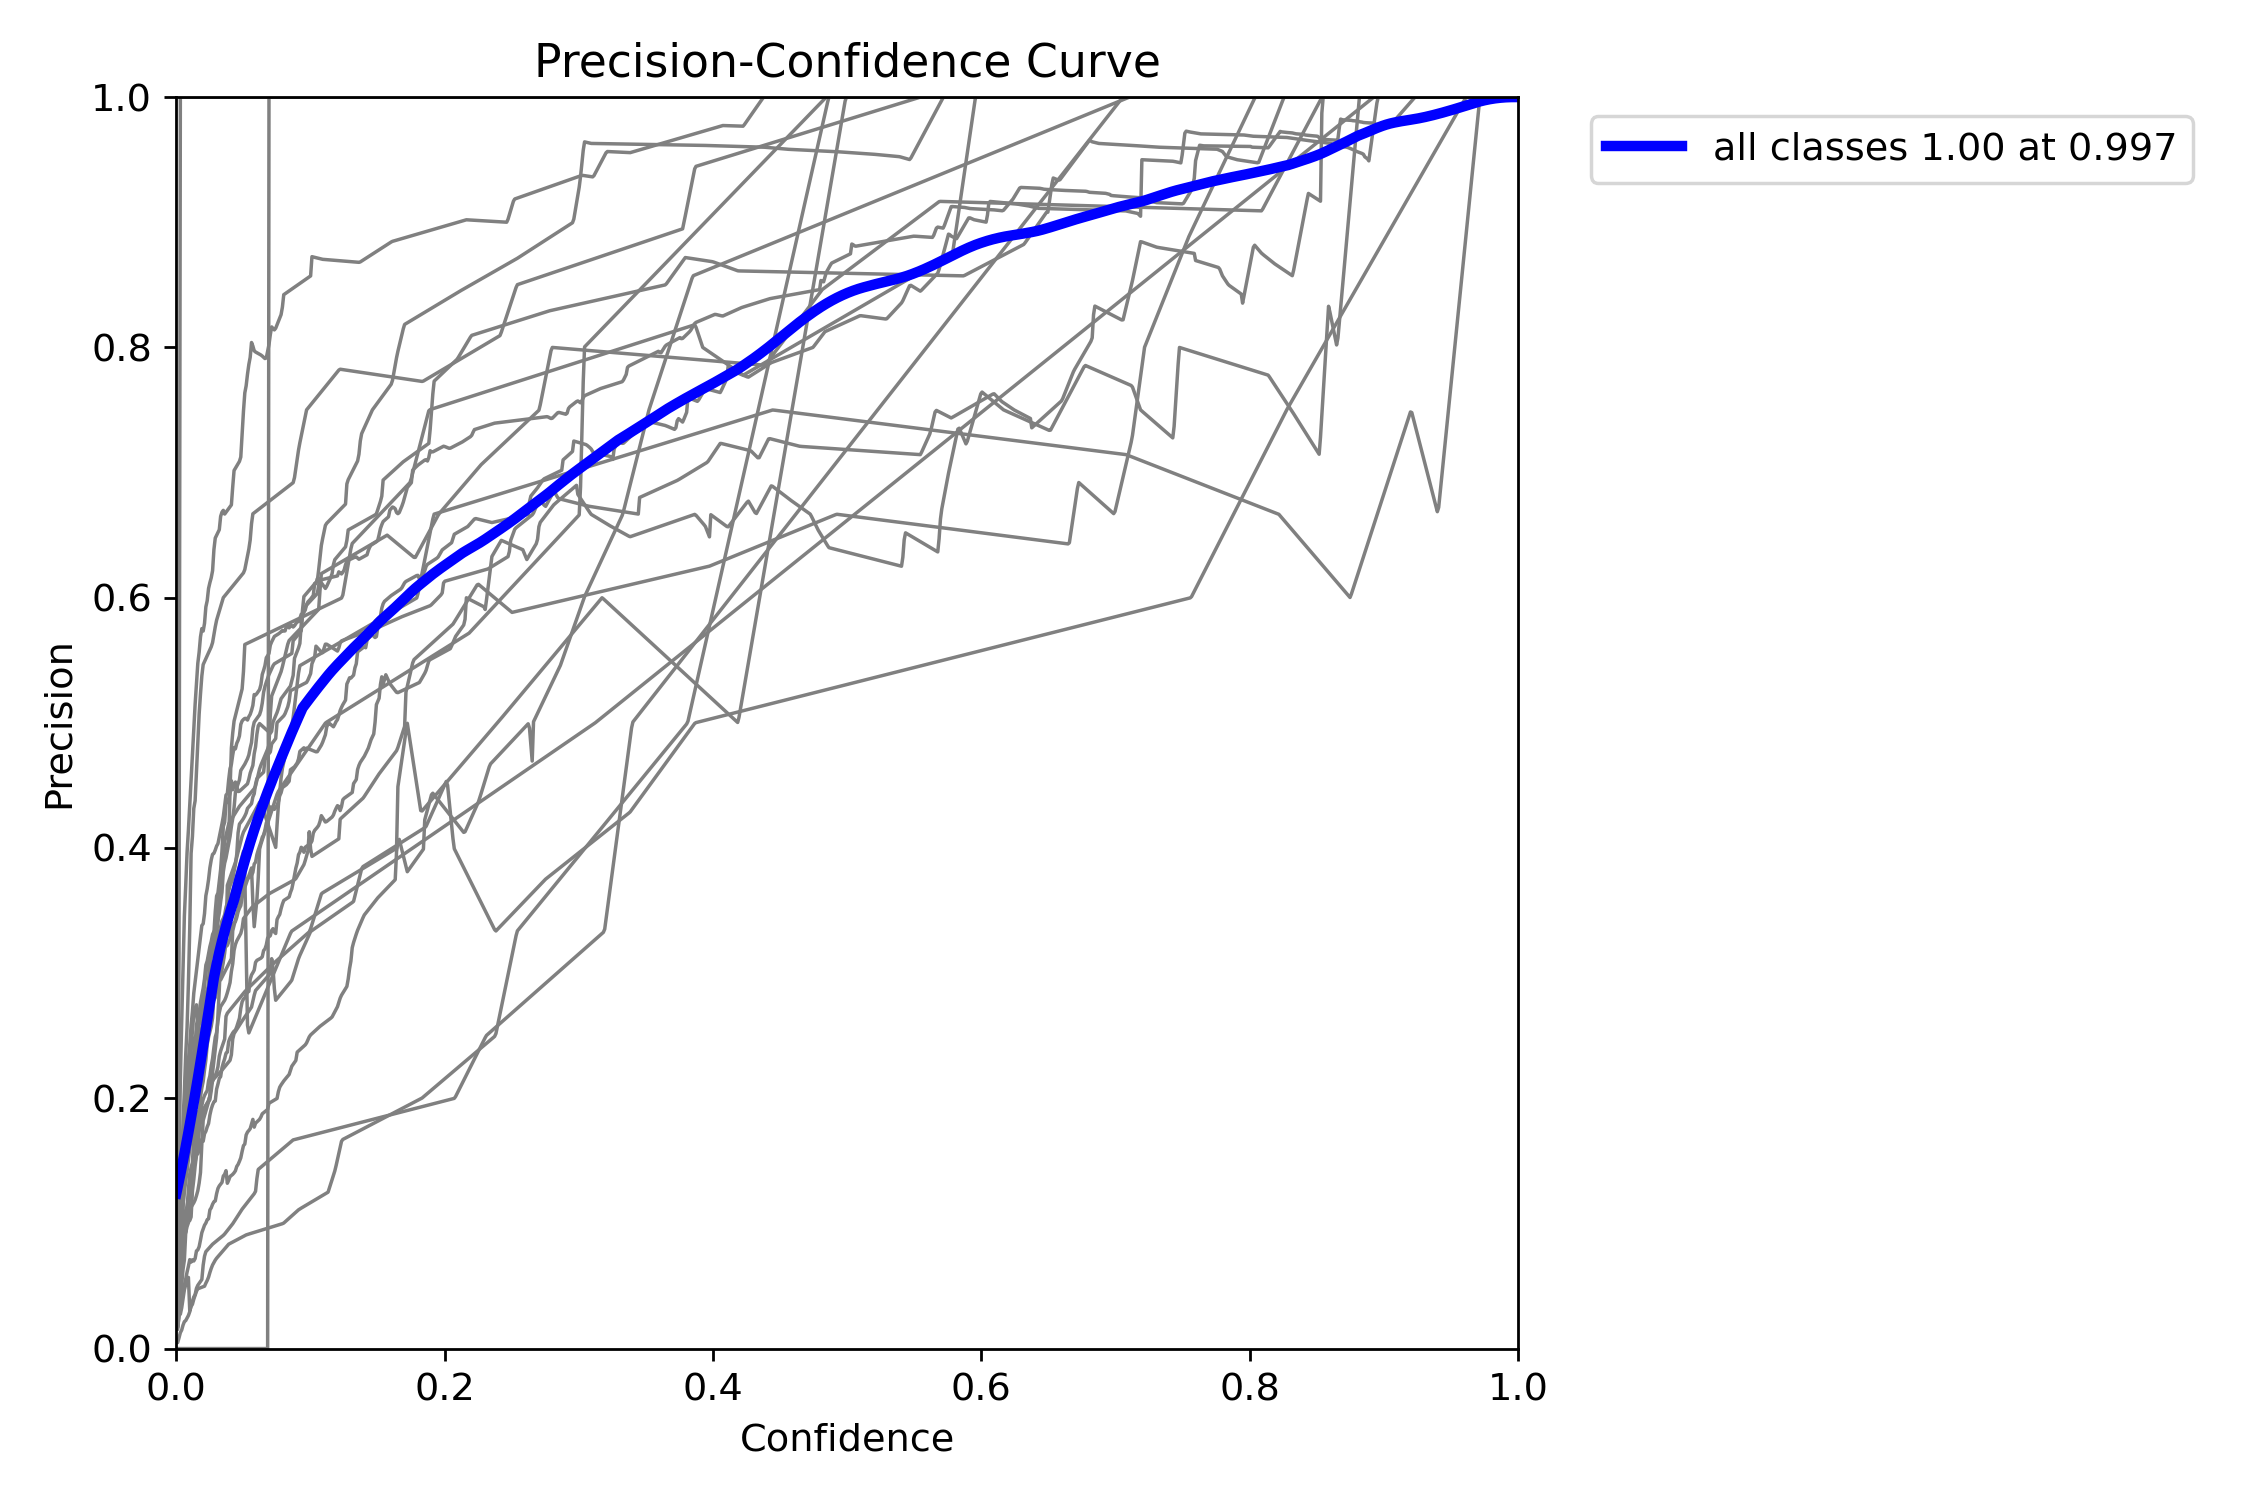 Precision-Confidence Curve
all classes 1.00 at 0.997
Precision
1.0
0.8
0.6
0.4
0.2
0.0
0.0 0.2 0.4 0.6 0.8 1.0
Confidence